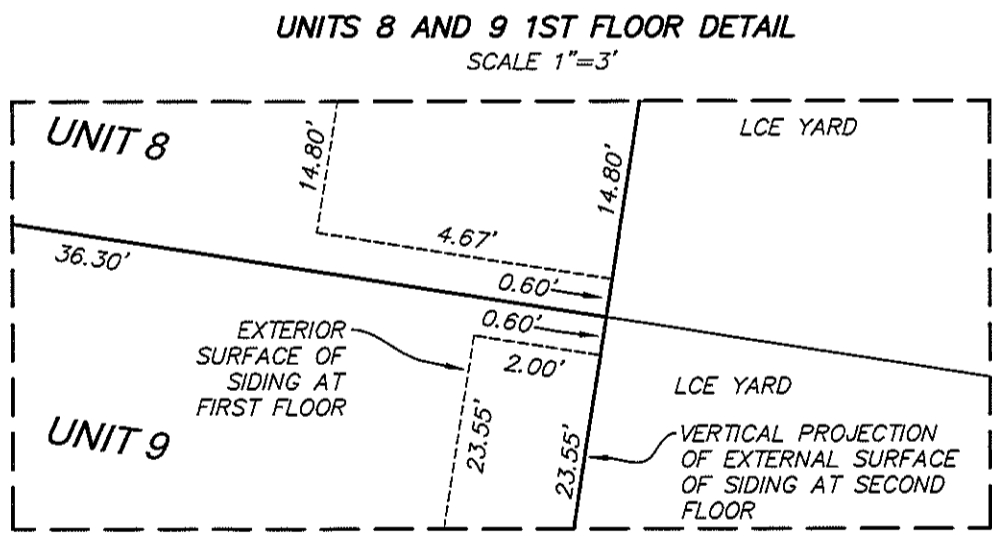 UNITS 8 AND 9 1ST FLOOR DETAIL
SCALE 1"=3'
UNIT 8
14.80'
14.80'
LCE YARD
4.67'
36.30'
0.60'
0.60'
EXTERIOR
SURFACE OF
SIDING AT
FIRST FLOOR
2.00'
LCE YARD
UNIT 9
23.55'
23.55'
VERTICAL PROJECTION
OF EXTERNAL SURFACE
OF SIDING AT SECOND
FLOOR